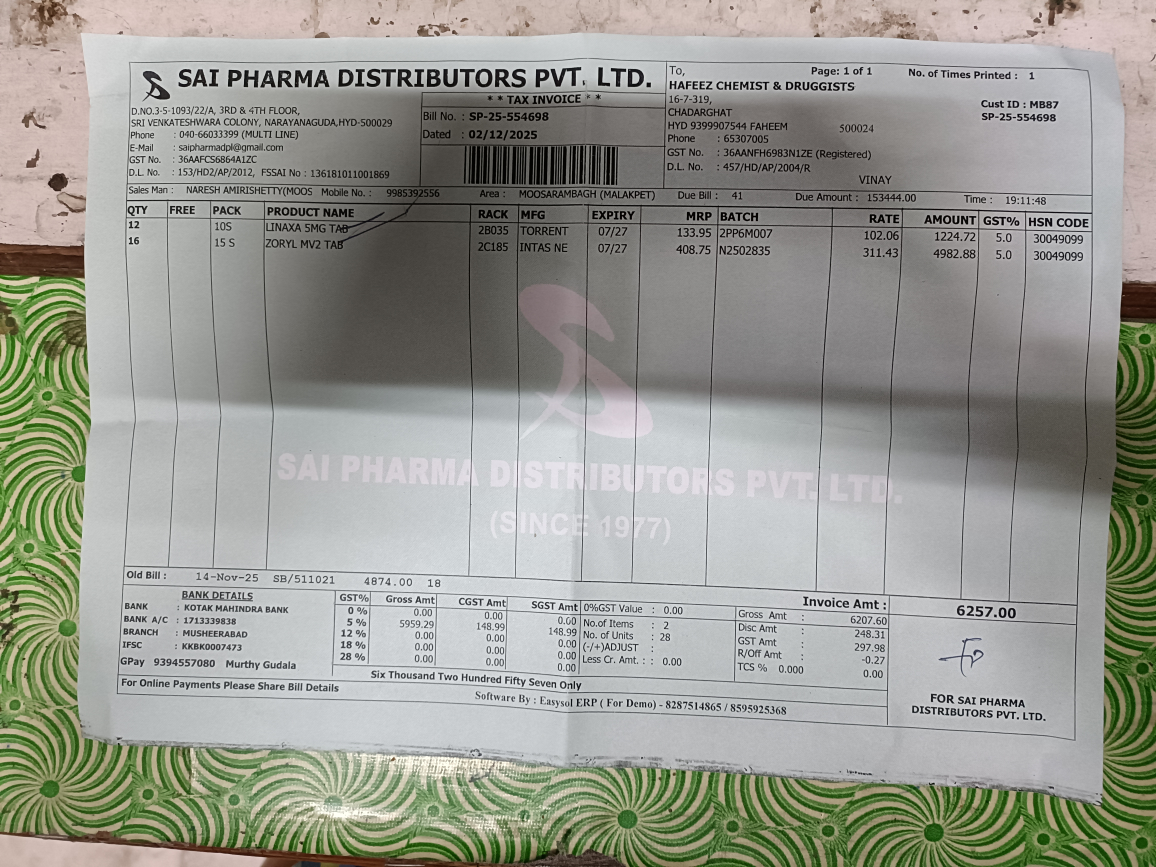 SAI PHARMA DISTRIBUTORS PVT. LTD.
D.NO.3-5-1093/22/A, 3RD & 4TH FLOOR,
SRI VENKATESHWARA COLONY, NARAYANAGUDA,HYD-500029
Phone : 040-66033399 (MULTI LINE)
E-Mail : saipharmadpl@gmail.com
GST No. : 36AAFCS6864A1ZC
D.L. No. : 153/HD2/AP/2012, FSSAI No : 136181011001869
* * TAX INVOICE * *
Bill No. : SP-25-554698
Dated : 02/12/2025
To, Page: 1 of 1 No. of Times Printed : 1
HAFEEZ CHEMIST & DRUGGISTS
16-7-319, Cust ID : MB87
CHADARGHAT SP-25-554698
HYD 9399907544 FAHEEM 500024
Phone : 65307005
GST No. : 36AANFH6983N1ZE (Registered)
D.L. No. : 457/HD/AP/2004/R
VINAY
Sales Man : NARESH AMIRISHETTY(MOOS Mobile No. : 9985392556 Area : MOOSARAMBAGH (MALAKPET) Due Bill : 41 Due Amount : 153444.00 Time : 19:11:48
QTY FREE PACK PRODUCT NAME RACK MFG EXPIRY MRP BATCH RATE AMOUNT GST% HSN CODE
12 10S LINAXA 5MG TAB 2B035 TORRENT 07/27 133.95 2PP6M007 102.06 1224.72 5.0 30049099
16 15 S ZORYL MV2 TAB 2C185 INTAS NE 07/27 408.75 N2502835 311.43 4982.88 5.0 30049099
SAI PHARMA DISTRIBUTORS PVT. LTD.
(SINCE 1977)
Old Bill : 14-Nov-25 SB/511021 4874.00 18
BANK DETAILS
BANK : KOTAK MAHINDRA BANK
BANK A/C : 1713339838
BRANCH : MUSHEERABAD
IFSC : KKBK0007473
GPay 9394557080 Murthy Gudala
For Online Payments Please Share Bill Details
GST% Gross Amt CGST Amt SGST Amt
0 % 0.00 0.00 0.00
5 % 5959.29 148.99 148.99
12 % 0.00 0.00 0.00
18 % 0.00 0.00 0.00
28 % 0.00 0.00 0.00
0%GST Value : 0.00
No.of Items : 2
No. of Units : 28
(-/+)ADJUST :
Less Cr. Amt. : : 0.00
Invoice Amt : 6257.00
Gross Amt : 6207.60
Disc Amt : 248.31
GST Amt : 297.98
R/Off Amt : -0.27
TCS % 0.000 0.00
Six Thousand Two Hundred Fifty Seven Only
Software By : Easysol ERP ( For Demo) - 8287514865 / 8595925368
FOR SAI PHARMA
DISTRIBUTORS PVT. LTD.